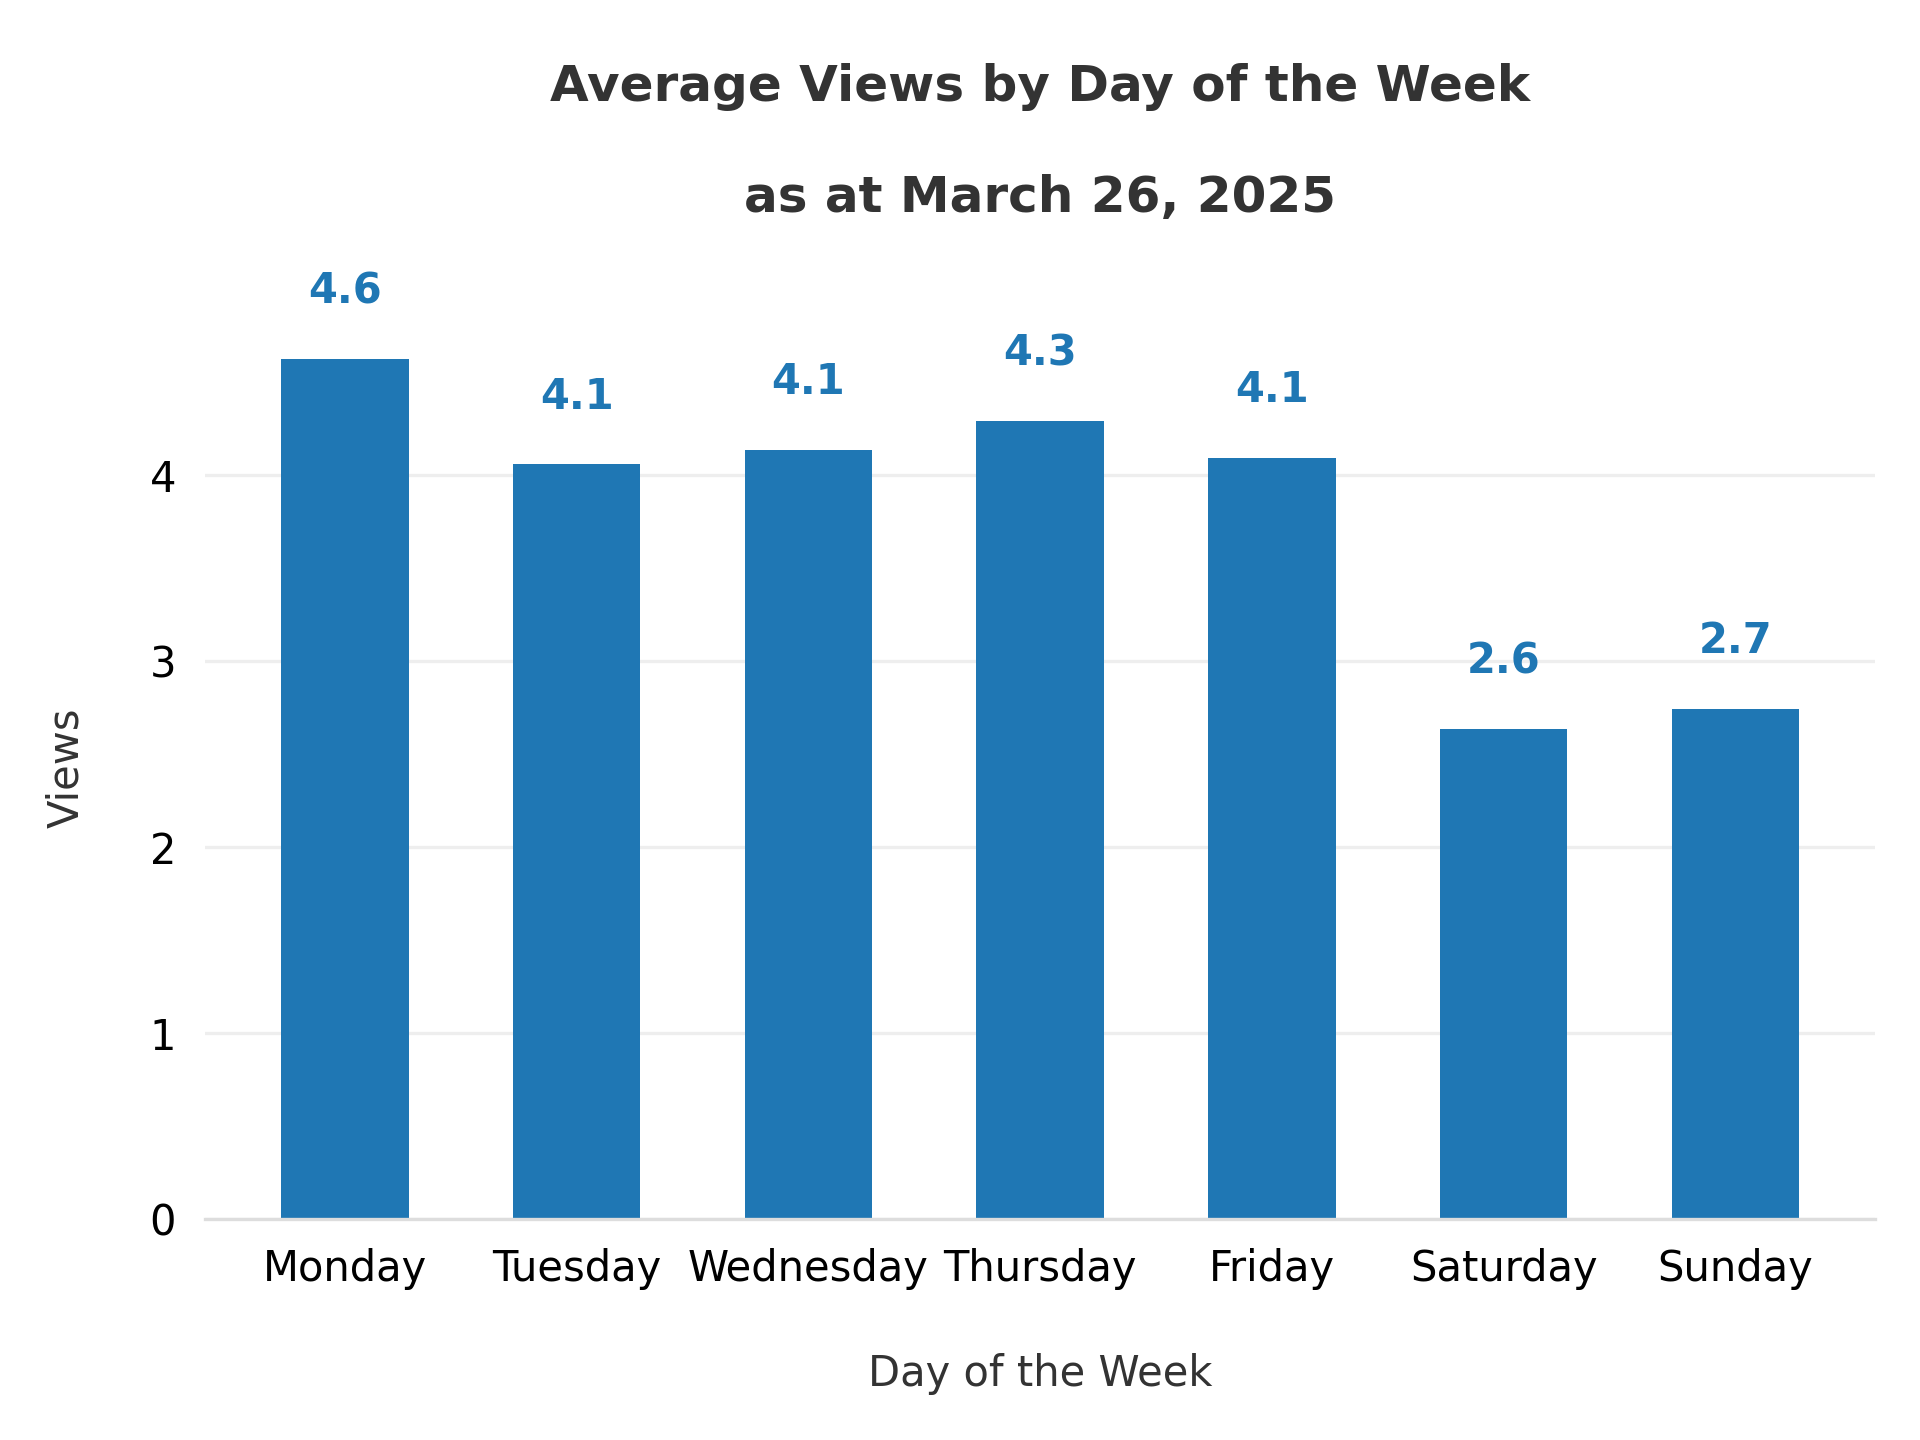 Average Views by Day of the Week
as at March 26, 2025
4.6
4.1
4.1
4.3
4.1
2.6
2.7
4
3
2
1
0
Views
Monday Tuesday Wednesday Thursday Friday Saturday Sunday
Day of the Week